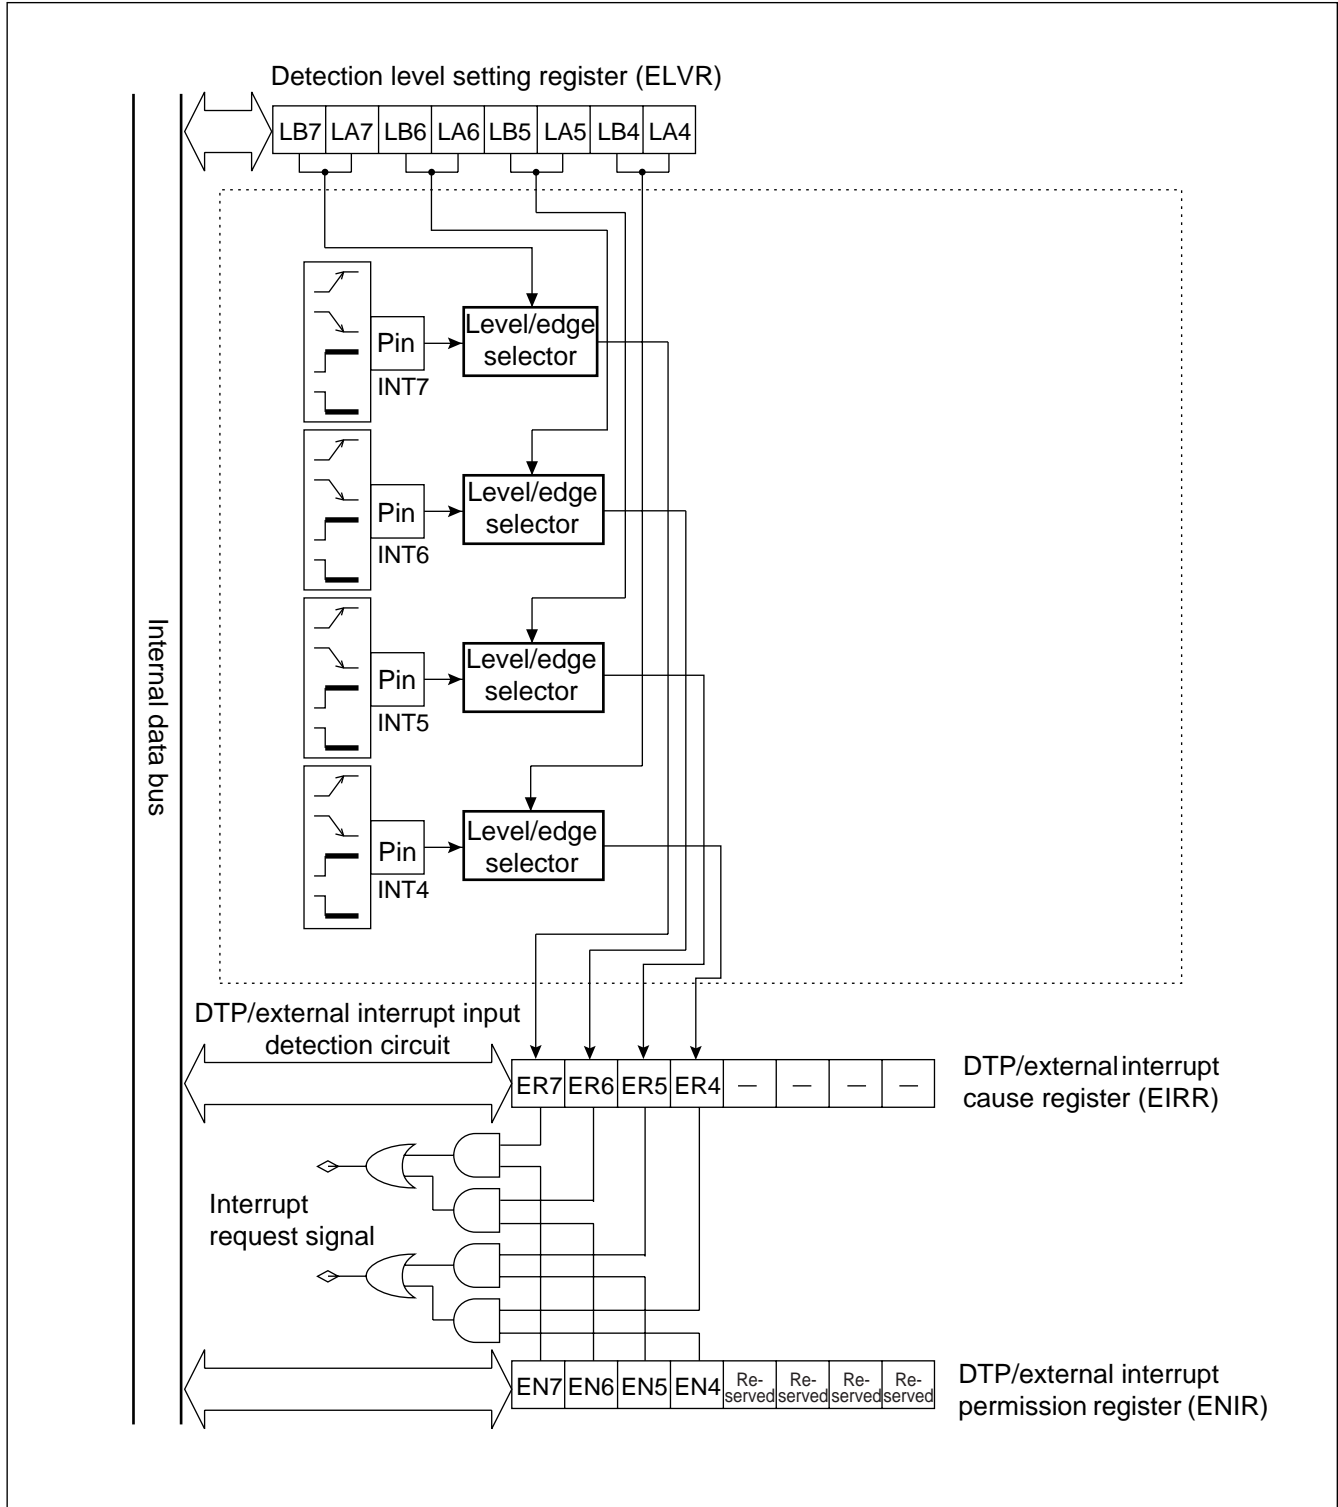 Detection level setting register (ELVR)
LB7 LA7 LB6 LA6 LB5 LA5 LB4 LA4
Level/edge
selector
Pin
INT7
Level/edge
selector
Pin
INT6
Level/edge
selector
Pin
INT5
Level/edge
selector
Pin
INT4
Internal data bus
DTP/external interrupt input
detection circuit
ER7 ER6 ER5 ER4 — — — —
DTP/external interrupt
cause register (EIRR)
Interrupt
request signal
EN7 EN6 EN5 EN4 Re- Re- Re- Re-
served served served served
DTP/external interrupt
permission register (ENIR)